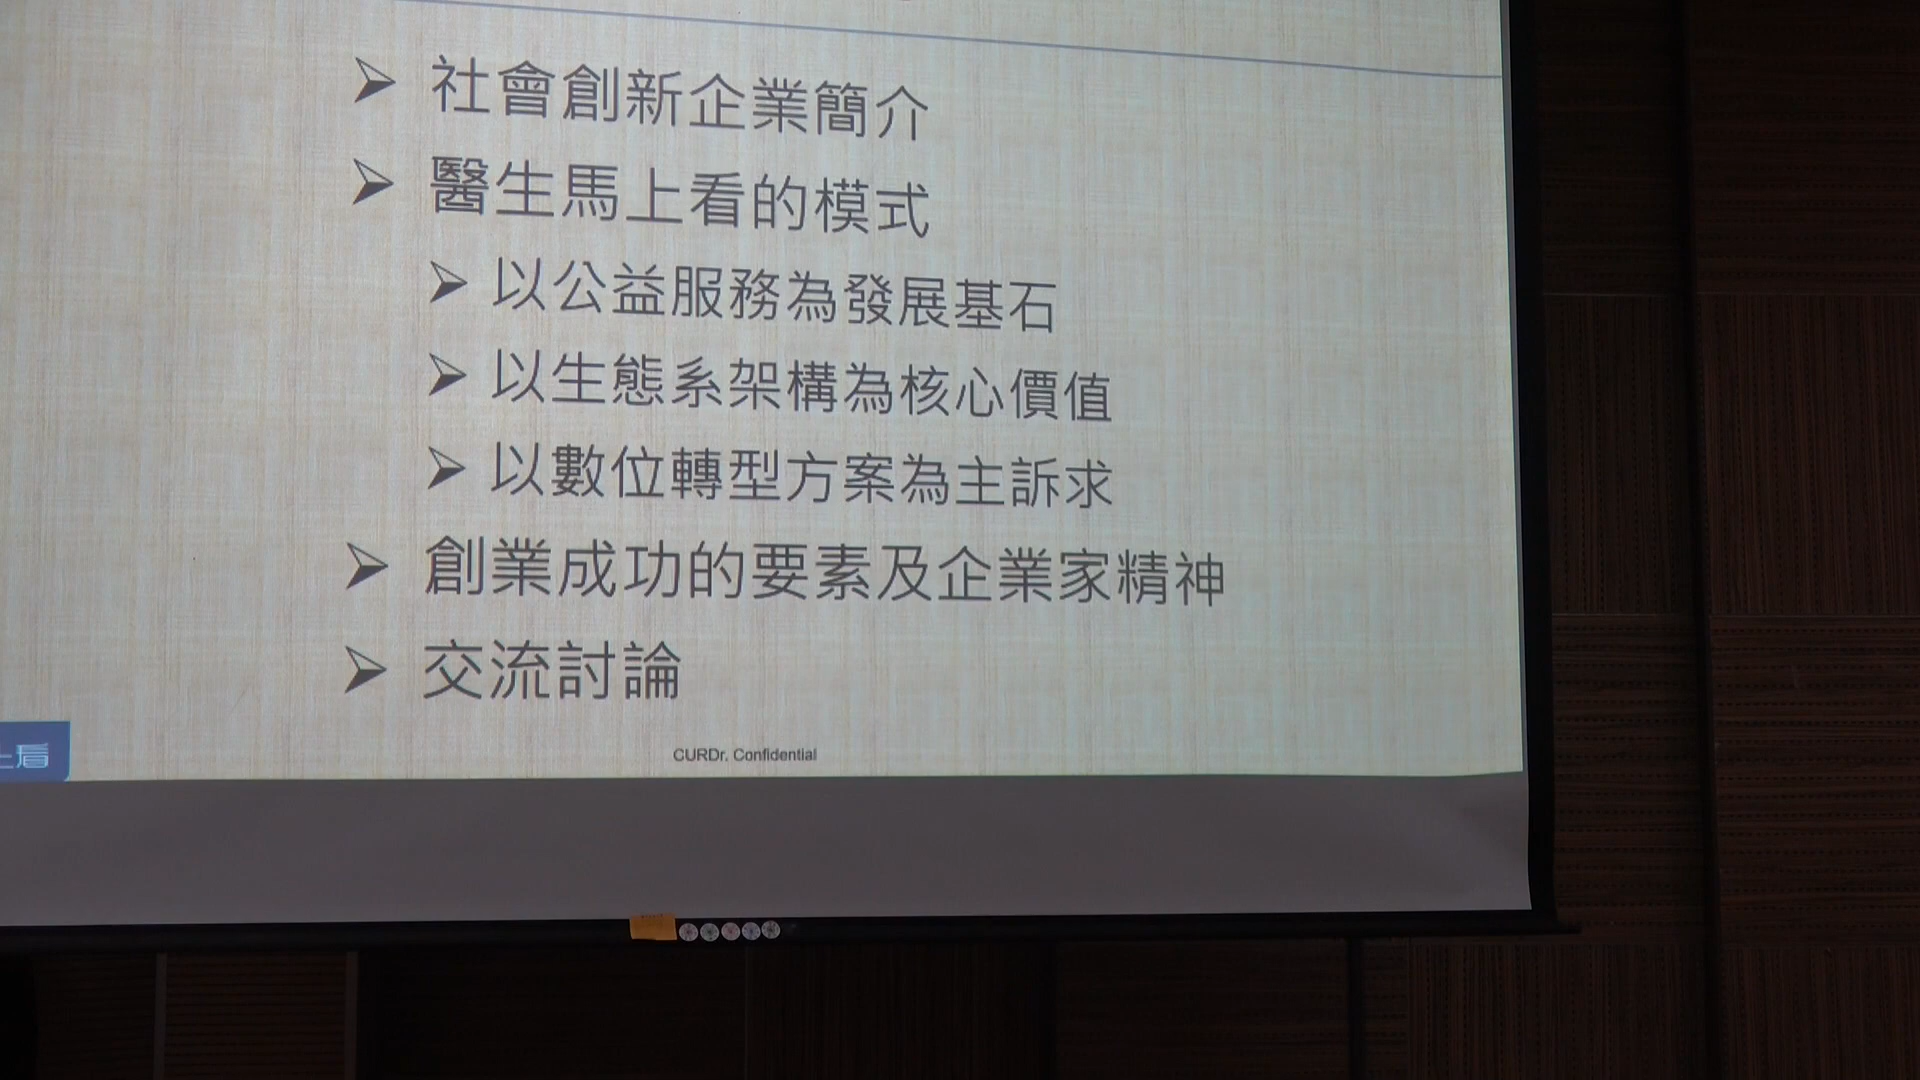 社會創新企業簡介
醫生馬上看的模式
以公益服務為發展基石
以生態系架構為核心價值
以數位轉型方案為主訴求
創業成功的要素及企業家精神
交流討論
上看
CURDr. Confidential